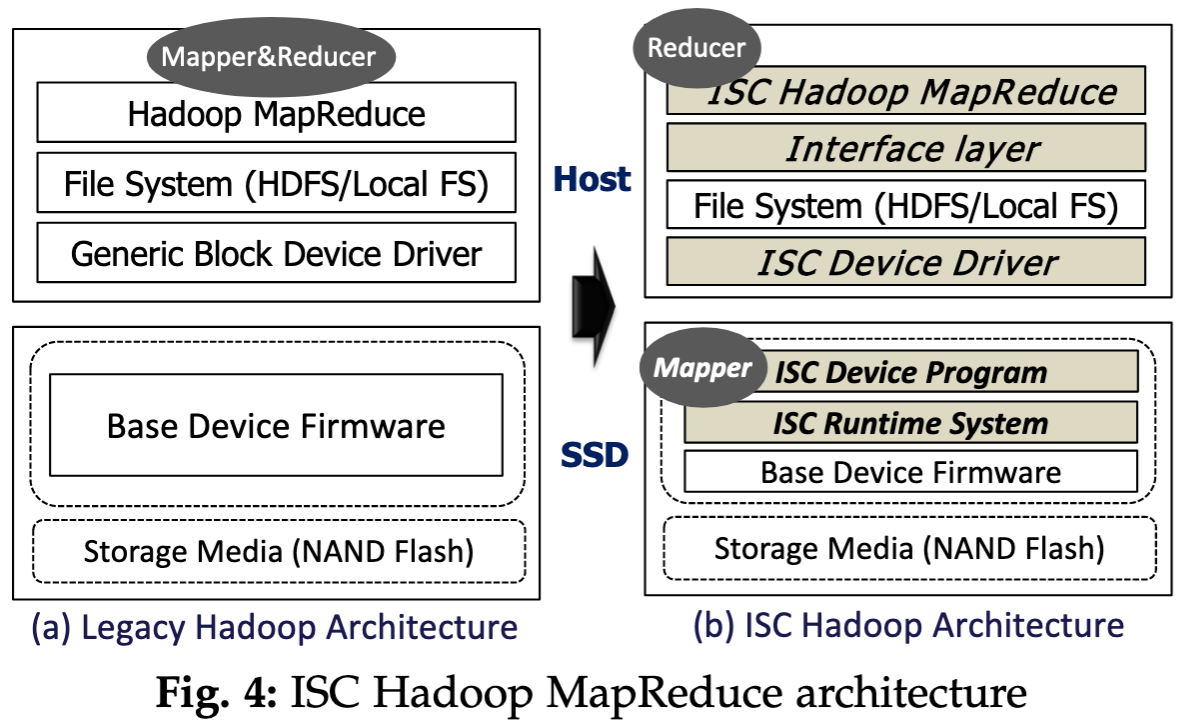 Mapper&Reducer
Hadoop MapReduce
File System (HDFS/Local FS)
Generic Block Device Driver
Base Device Firmware
Storage Media (NAND Flash)
(a) Legacy Hadoop Architecture
Host
SSD
Reducer
ISC Hadoop MapReduce
Interface layer
File System (HDFS/Local FS)
ISC Device Driver
Mapper
ISC Device Program
ISC Runtime System
Base Device Firmware
Storage Media (NAND Flash)
(b) ISC Hadoop Architecture
Fig. 4: ISC Hadoop MapReduce architecture